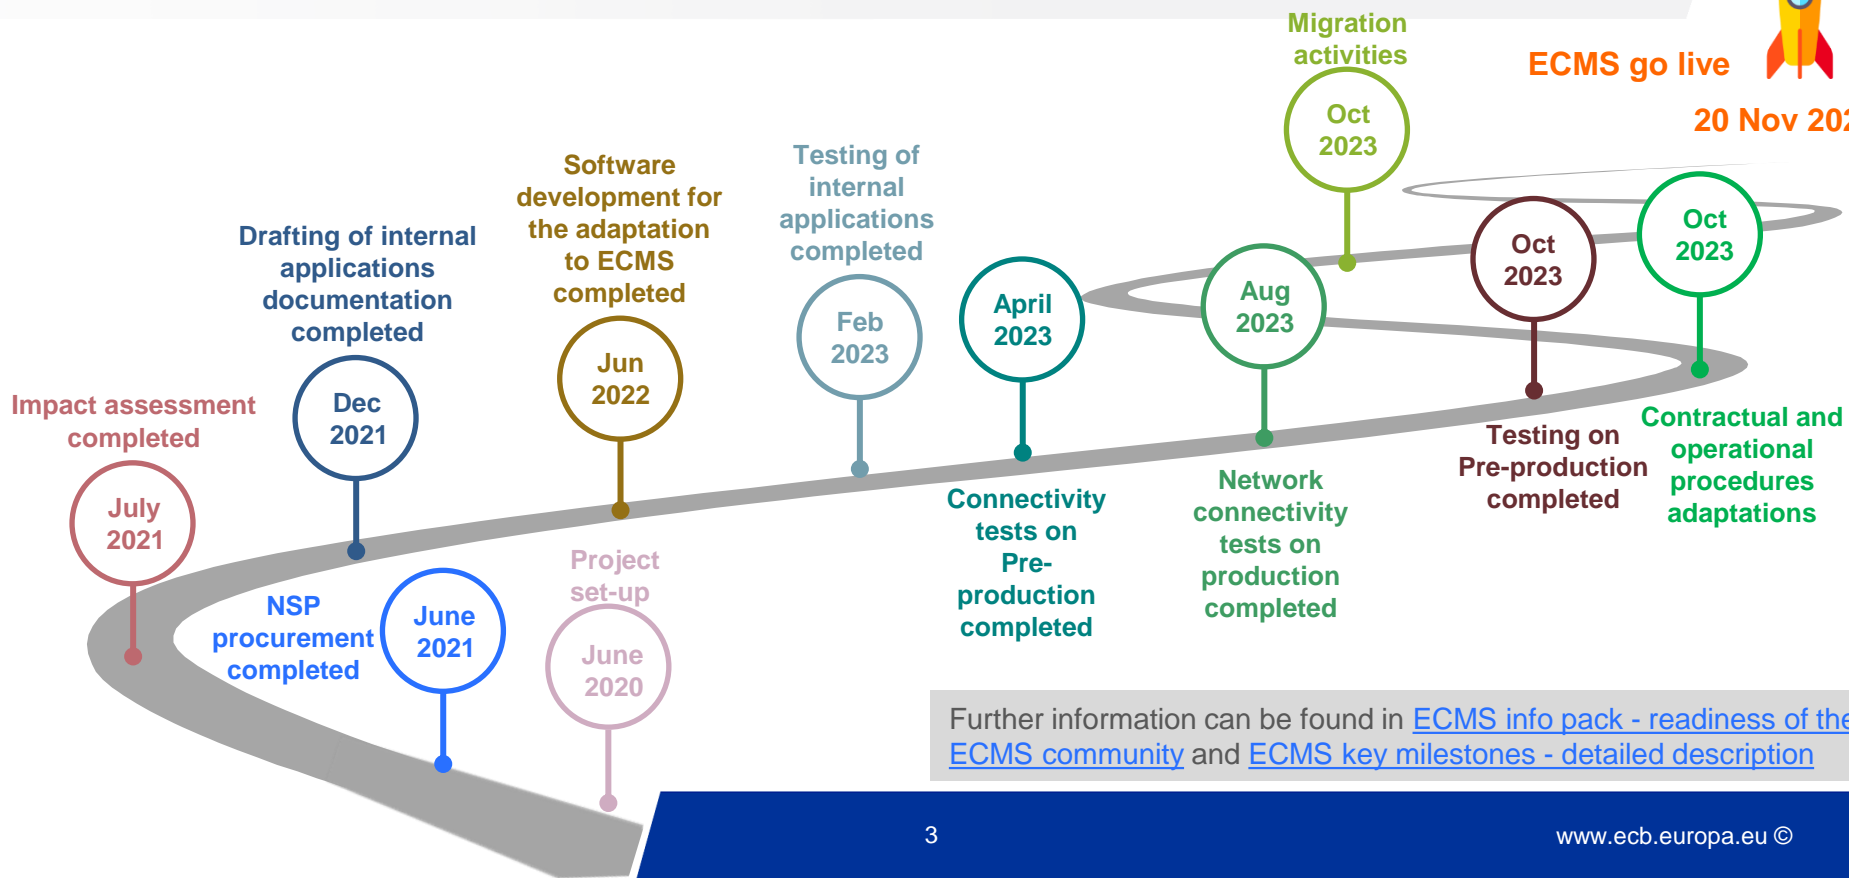 Migration
activities
Oct
2023
ECMS go live
20 Nov
Software
development for
the adaptation
to ECMS
completed
Jun
2022
Testing of
internal
applications
completed
Feb
2023
Drafting of internal
applications
documentation
completed
Dec
2021
Impact assessment
completed
July
2021
April
2023
Connectivity
tests on
Pre-
production
completed
Aug
2023
Network
connectivity
tests on
production
completed
Oct
2023
Testing on
Pre-production
completed
Oct
2023
Contractual and
operational
procedures
adaptations
NSP
procurement
completed
June
2021
Project
set-up
June
2020
Further information can be found in ECMS info pack - readiness of the
ECMS community and ECMS key milestones - detailed description
3
www.ecb.europa.eu ©